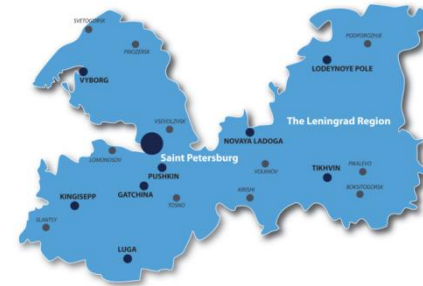 SVETOGORSK
PRIOZERSK
PODPOROZHYE
VYBORG
LODEYNOYE POLE
VSEVOLZHSK
The Leningrad Region
NOVAYA LADOGA
LOMONOSOV
Saint Petersburg
PUSHKIN
VOLKHOV
TIKHVIN
PIKALEVO
GATCHINA
KINGISEPP
TOSNO
KIRISHI
BOKSITOGORSK
SLANTSY
LUGA